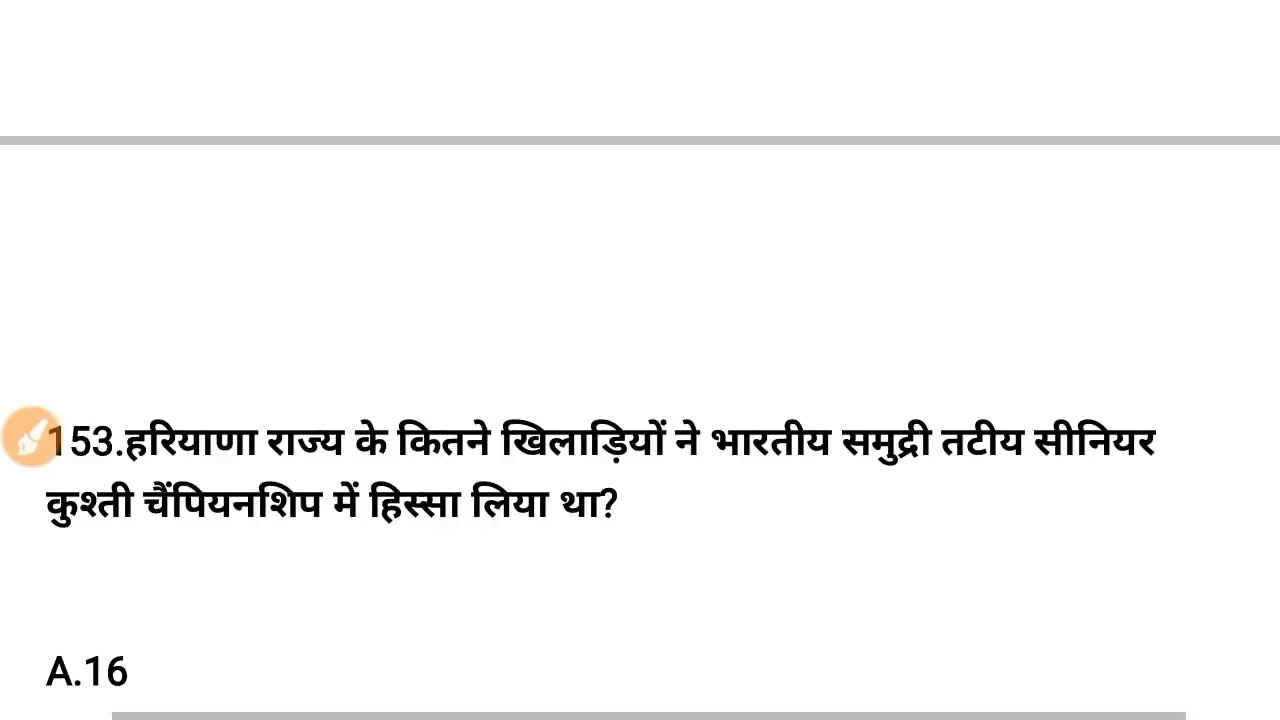 153.हरियाणा राज्य के कितने खिलाड़ियों ने भारतीय समुद्री तटीय सीनियर
कुश्ती चैंपियनशिप में हिस्सा लिया था?
A.16